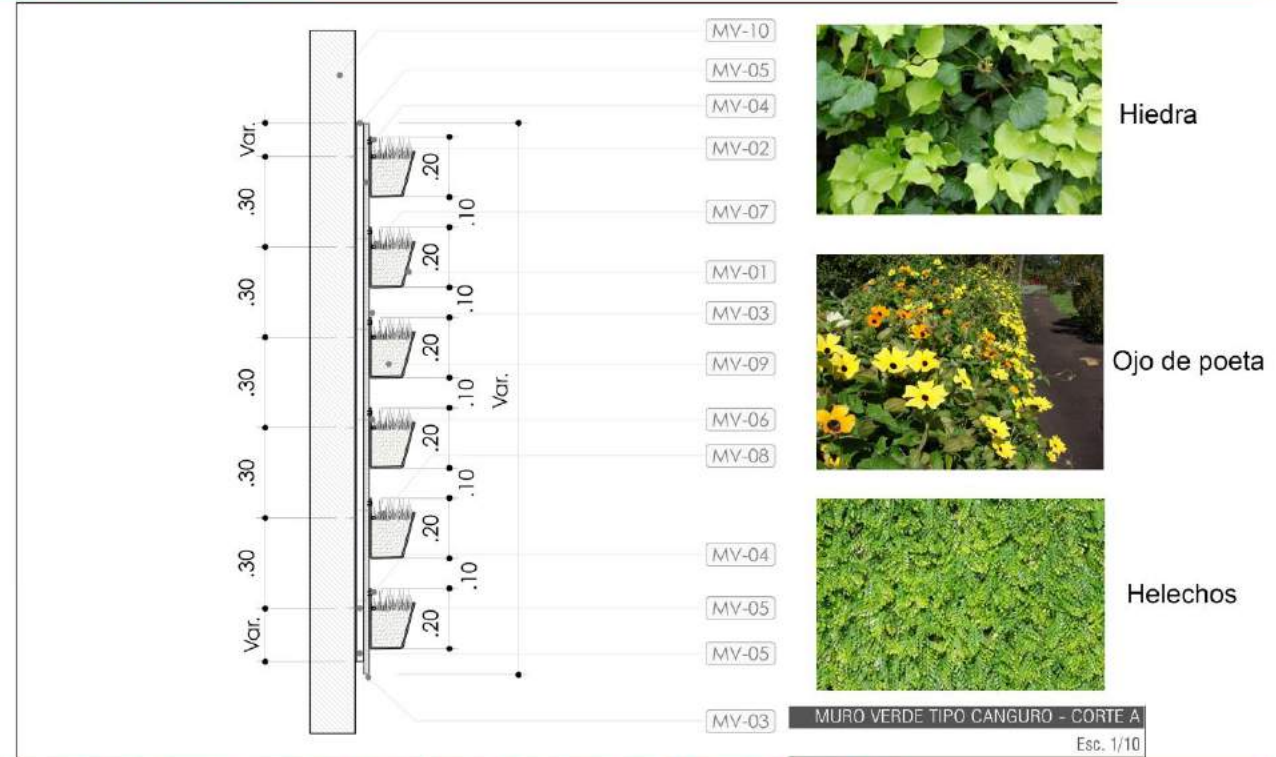 MV-10
MV-05
MV-04
MV-02
MV-07
MV-01
MV-03
MV-09
MV-06
MV-08
MV-04
MV-05
MV-05
MV-03
Var.
.30
.30
.30
.30
.30
Var.
.20
.10
.20
.10
.20
.10
.20
.10
.20
.10
.20
Var.
Hiedra
Ojo de poeta
Helechos
MURO VERDE TIPO CANGURO - CORTE A
Esc. 1/10